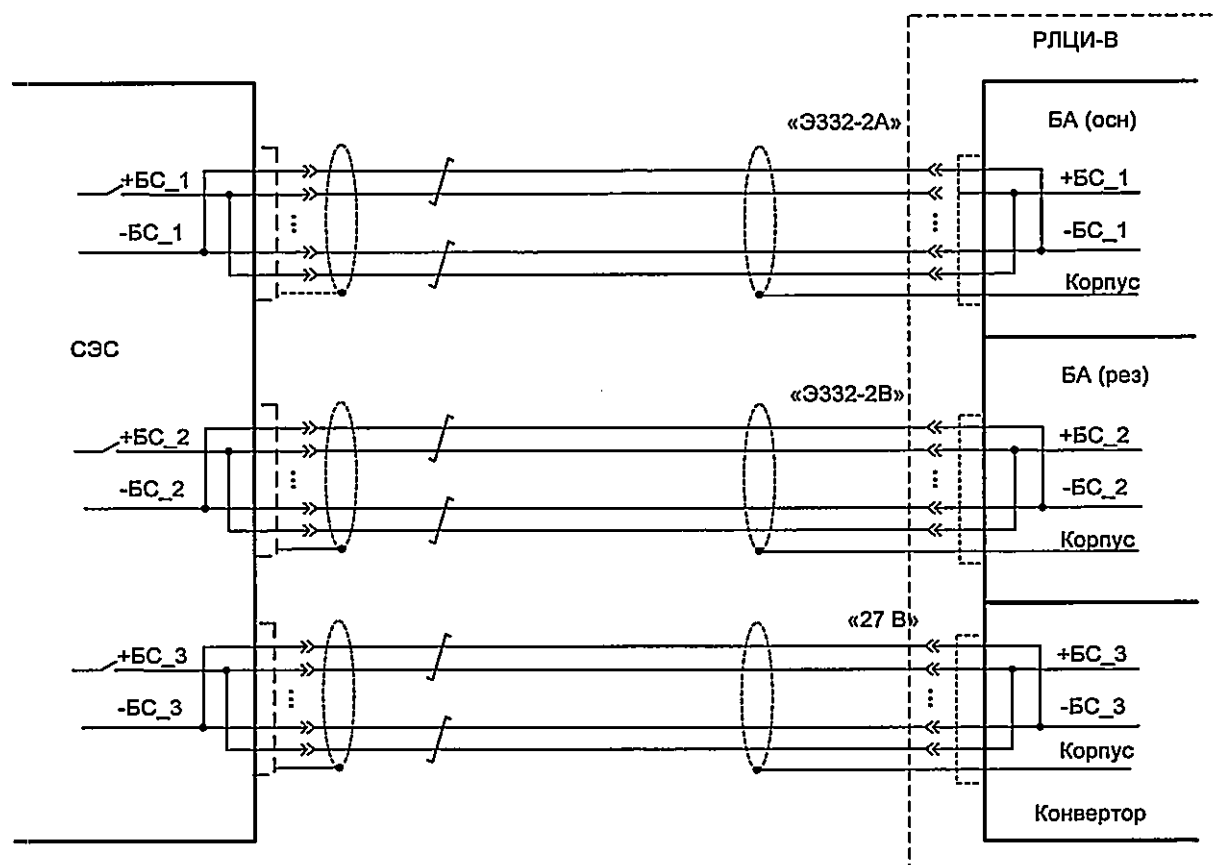 РЛЦИ-В
«Э332-2А»
БА (осн)
+БС_1
+БС_1
-БС_1
-БС_1
Корпус
СЭС
БА (рез)
«Э332-2В»
+БС_2
+БС_2
-БС_2
-БС_2
Корпус
«27 В»
+БС_3
+БС_3
-БС_3
-БС_3
Корпус
Конвертор